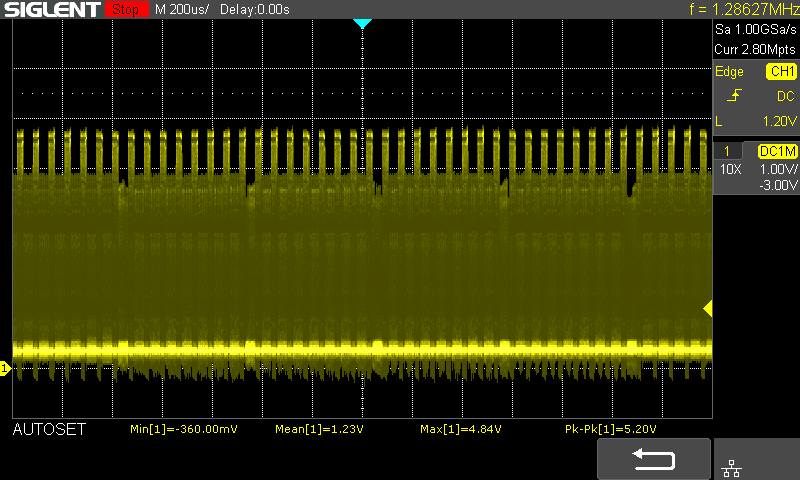 SIGLENT Stop M 200us/ Delay:0.00s f = 1.28627MHz
Sa 1.00GSa/s
Curr 2.80Mpts
Edge CH1
DC
L 1.20V
1 DC1M
10X 1.00V/
-3.00V
1
AUTOSET Min[1]=-360.00mV Mean[1]=1.23V Max[1]=4.84V Pk-Pk[1]=5.20V